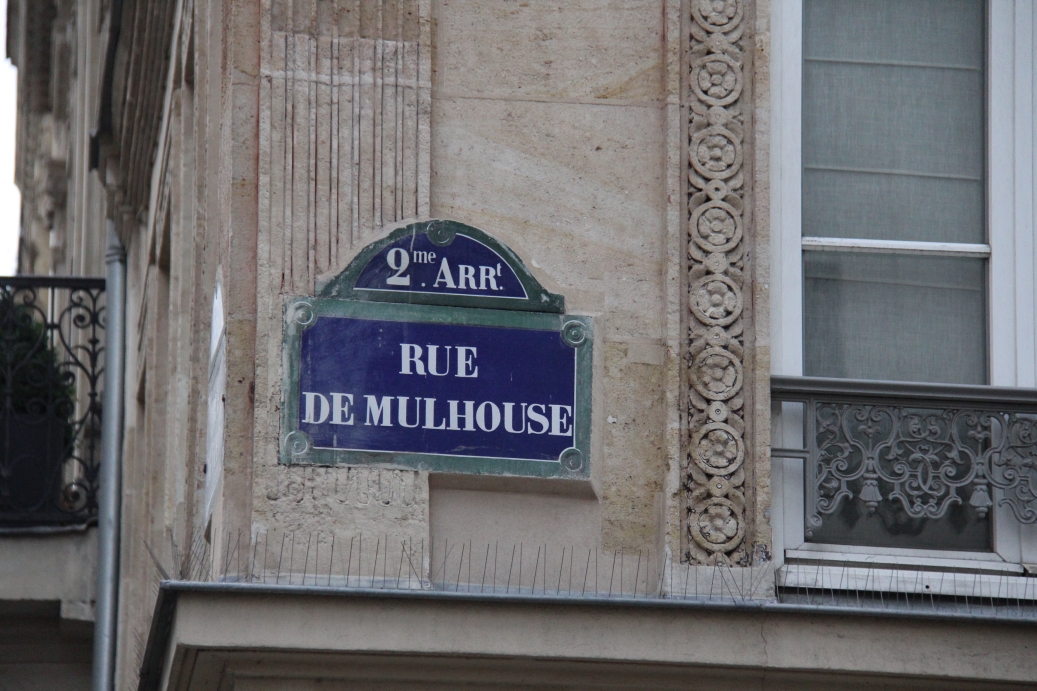 2me. ARRt.
RUE
DE MULHOUSE